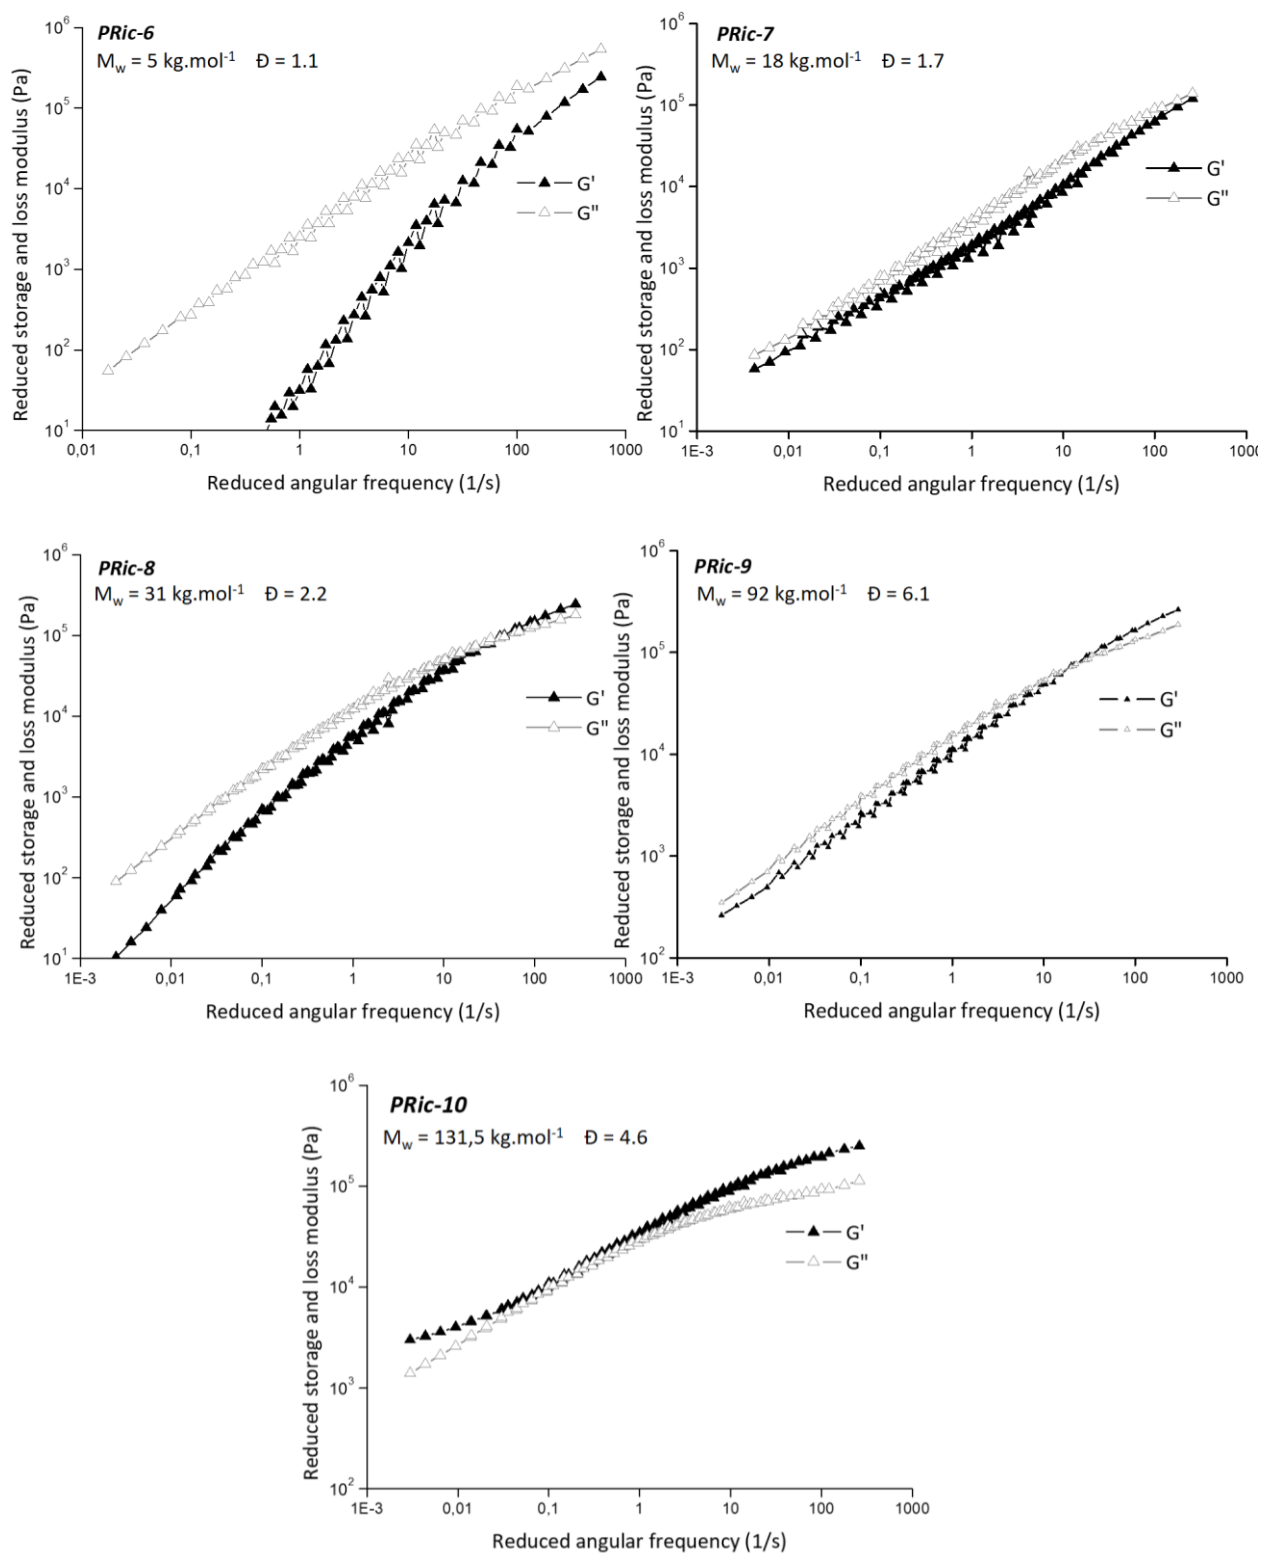 PRic-6
M_w = 5 kg.mol^-1 Đ = 1.1
Reduced storage and loss modulus (Pa)
10^6
10^5
10^4
10^3
10^2
10^1
G'
G"
0,01 0,1 1 10 100 1000
Reduced angular frequency (1/s)
PRic-7
M_w = 18 kg.mol^-1 Đ = 1.7
Reduced storage and loss modulus (Pa)
10^6
10^5
10^4
10^3
10^2
10^1
G'
G"
1E-3 0,01 0,1 1 10 100 100
Reduced angular frequency (1/s)
PRic-8
M_w = 31 kg.mol^-1 Đ = 2.2
Reduced storage and loss modulus (Pa)
10^6
10^5
10^4
10^3
10^2
10^1
G'
G"
1E-3 0,01 0,1 1 10 100 1000
Reduced angular frequency (1/s)
PRic-9
M_w = 92 kg.mol^-1 Đ = 6.1
Reduced storage and loss modulus (Pa)
10^6
10^5
10^4
10^3
10^2
G'
G"
1E-3 0,01 0,1 1 10 100 1000
Reduced angular frequency (1/s)
PRic-10
M_w = 131,5 kg.mol^-1 Đ = 4.6
Reduced storage and loss modulus (Pa)
10^6
10^5
10^4
10^3
10^2
G'
G"
1E-3 0,01 0,1 1 10 100 1000
Reduced angular frequency (1/s)